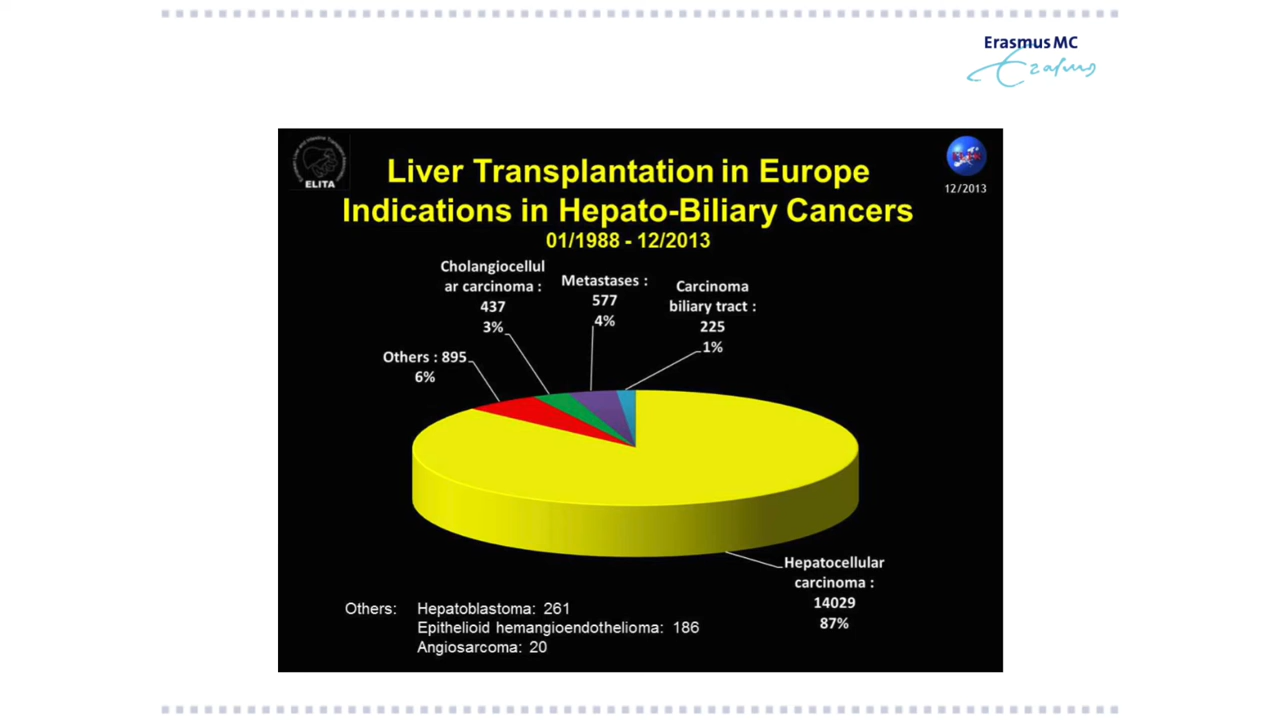 Erasmus MC
Erasmus
ELITA
12/2013
Liver Transplantation in Europe
Indications in Hepato-Biliary Cancers
01/1988 - 12/2013
Cholangiocellul
ar carcinoma :
437
3%
Metastases :
577
4%
Carcinoma
biliary tract :
225
1%
Others : 895
6%
Hepatocellular
carcinoma :
14029
87%
Others: Hepatoblastoma: 261
Epithelioid hemangioendothelioma: 186
Angiosarcoma: 20